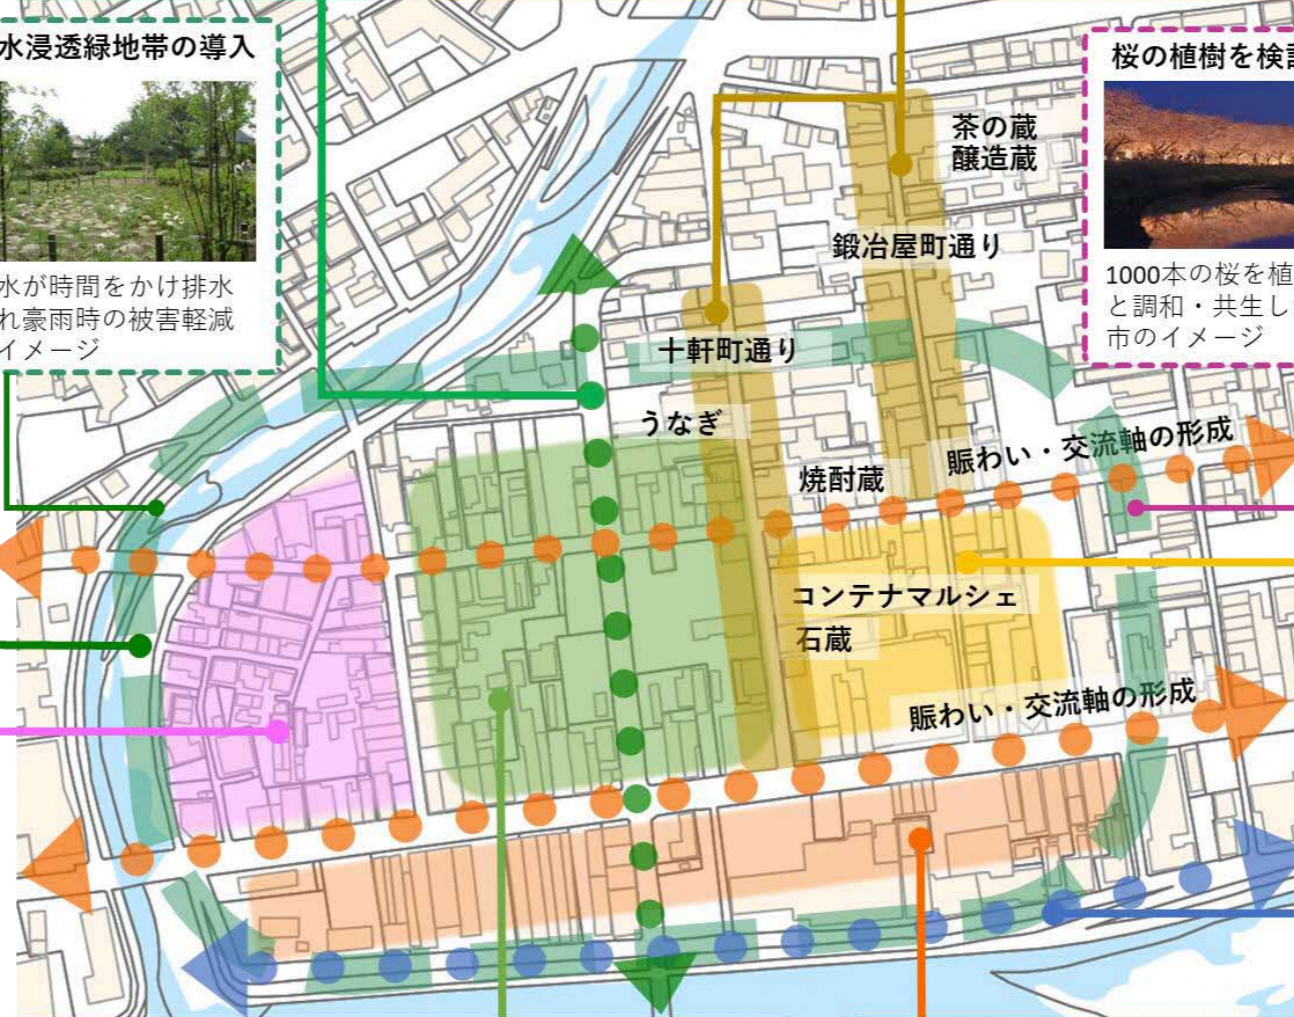 水浸透緑地帯の導入
水が時間をかけ排水
れ豪雨時の被害軽減
イメージ
桜の植樹を検討
1000本の桜を植
と調和・共生し
市のイメージ
茶の蔵
醸造蔵
鍛冶屋町通り
十軒町通り
うなぎ
焼酎蔵
賑わい・交流軸の形成
コンテナマルシェ
石蔵
賑わい・交流軸の形成